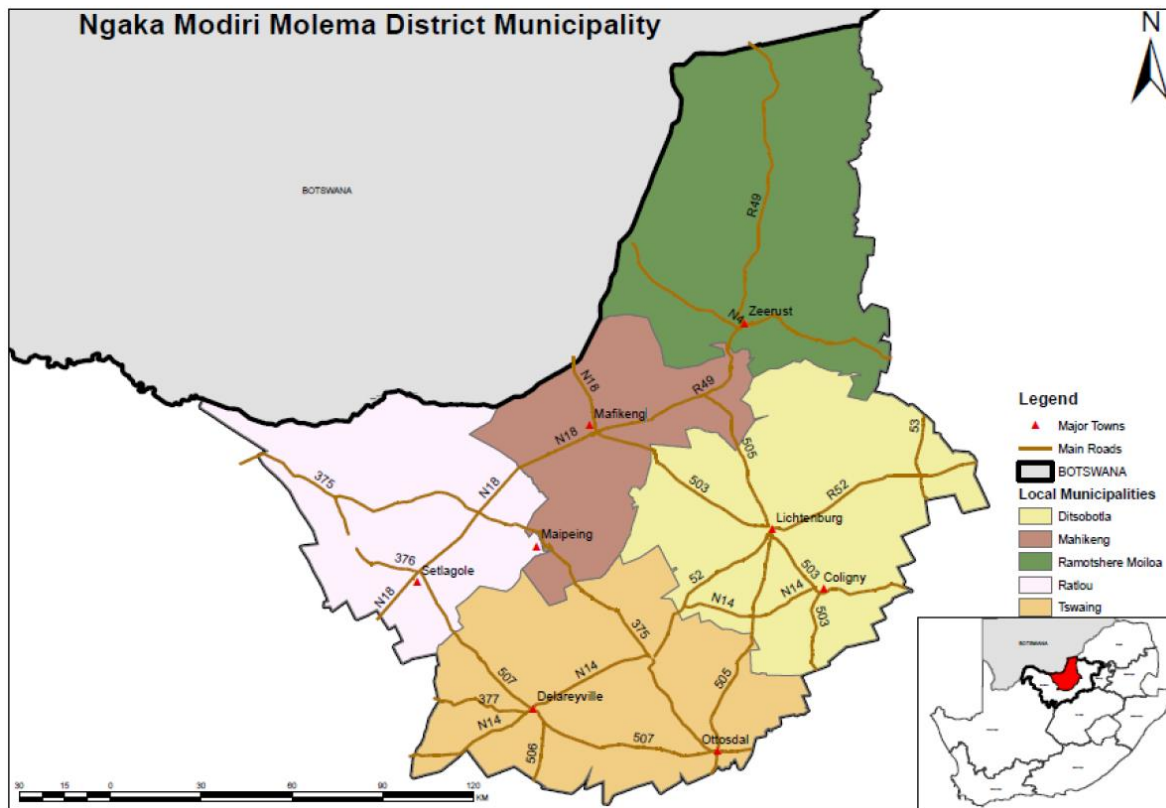 Ngaka Modiri Molema District Municipality
N
BOTSWANA
R49
N4
Zeerust
N18
R49
Mafikeng
N18
505
53
375
N18
503
R52
Lichtenburg
Maipeing
376
Setlagole
N18
52
503
Coligny
N14
N14
503
375
505
507
N14
377
Delareyville
N14
506
507
Ottosdal
Legend
Major Towns
Main Roads
BOTSWANA
Local Municipalities
Ditsobotla
Mahikeng
Ramotshere Moiloa
Ratlou
Tswaing
BOTSWANA
30 15 0 30 60 90 120
KM